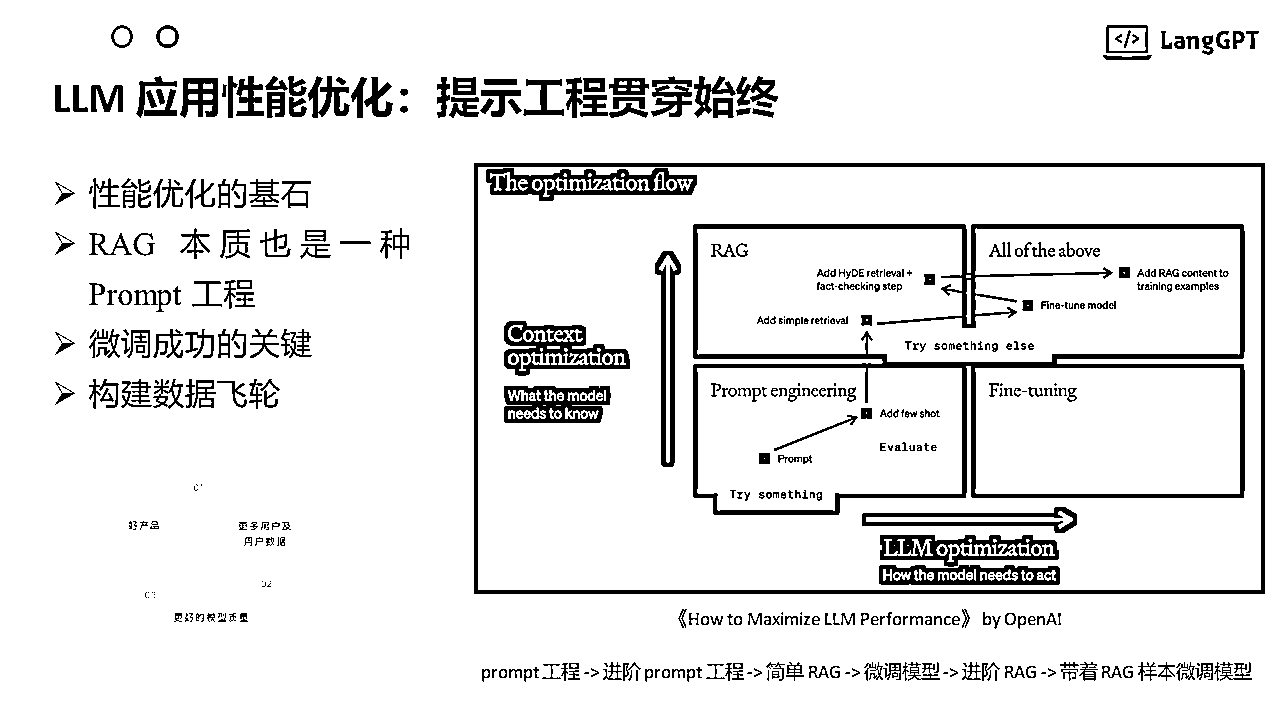 </> LangGPT
LLM 应用性能优化：提示工程贯穿始终
性能优化的基石
RAG 本质也是一种
Prompt 工程
微调成功的关键
构建数据飞轮
01
好产品
更多用户及
用户数据
02
03
更好的模型质量
The optimization flow
Context
optimization
What the model
needs to know
RAG
Add HyDE retrieval +
fact-checking step
Add simple retrieval
All of the above
Add RAG content to
training examples
Fine-tune model
Try something else
Prompt engineering
Add few shot
Evaluate
Prompt
Try something
Fine-tuning
LLM optimization
How the model needs to act
《How to Maximize LLM Performance》 by OpenAI
prompt 工程 -> 进阶 prompt 工程 -> 简单 RAG -> 微调模型 -> 进阶 RAG -> 带着 RAG 样本微调模型